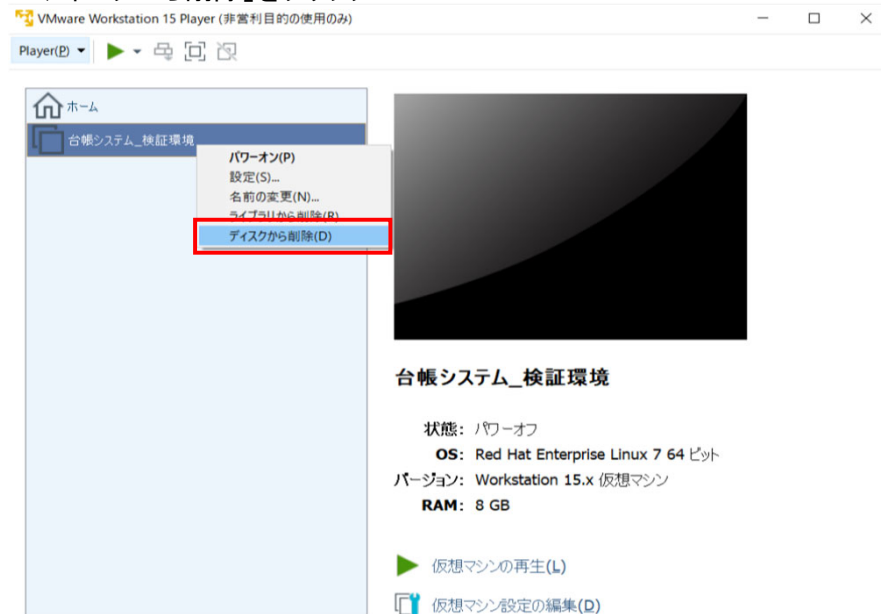 VMware Workstation 15 Player (非営利目的の使用のみ)
Player(P)
ホーム
台帳システム_検証環境
パワーオン(P)
設定(S)...
名前の変更(N)...
ライブラリから削除(R)
ディスクから削除(D)
台帳システム_検証環境
状態: パワーオフ
OS: Red Hat Enterprise Linux 7 64 ビット
バージョン: Workstation 15.x 仮想マシン
RAM: 8 GB
仮想マシンの再生(L)
仮想マシン設定の編集(D)